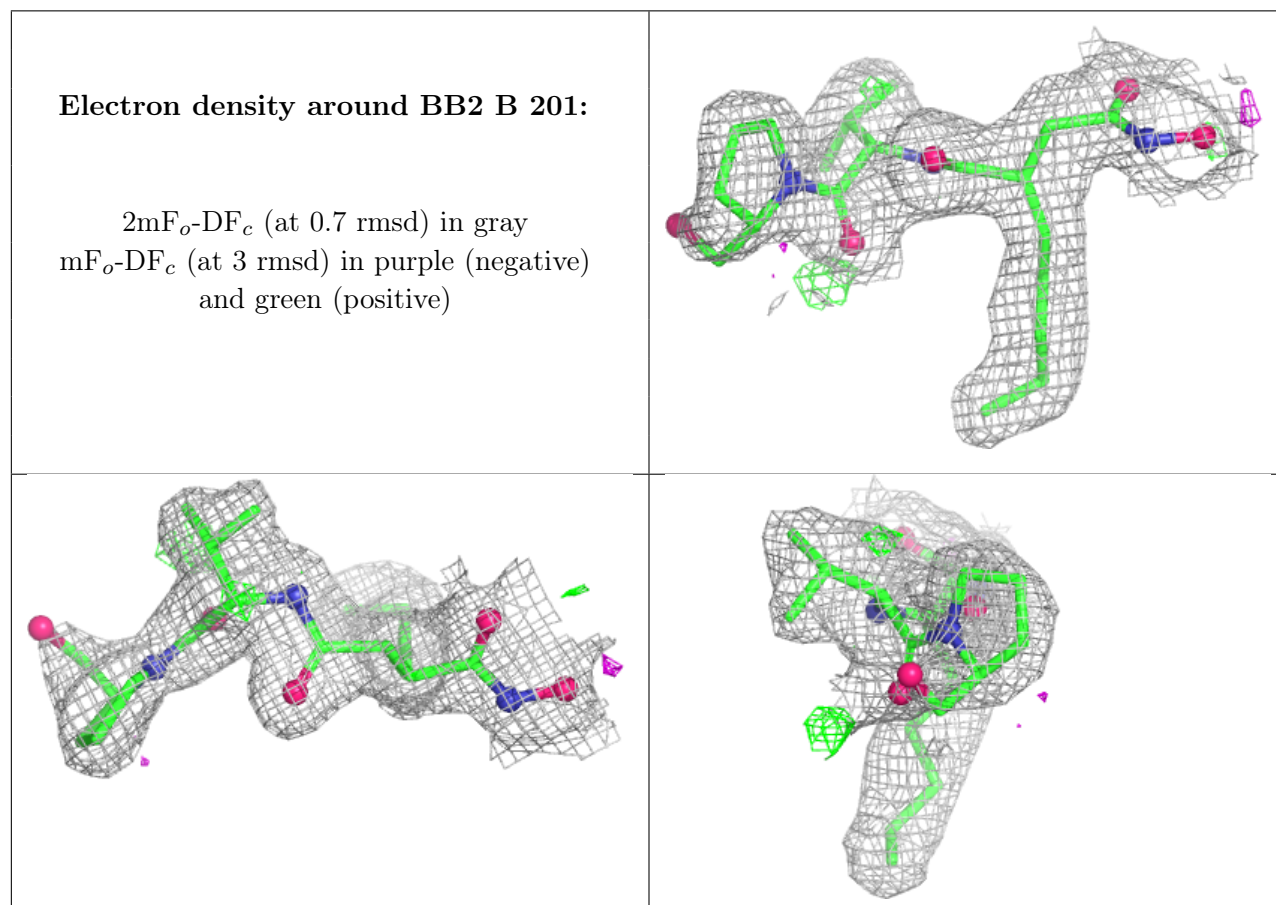 Electron density around BB2 B 201:
2mFo-DFc (at 0.7 rmsd) in gray
mFo-DFc (at 3 rmsd) in purple (negative)
and green (positive)